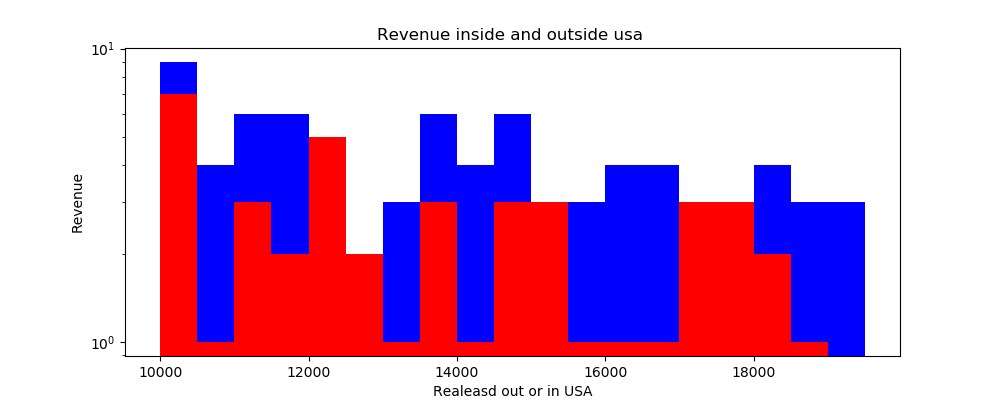 Revenue inside and outside usa
10¹
10⁰
Revenue
10000 12000 14000 16000 18000
Realeasd out or in USA